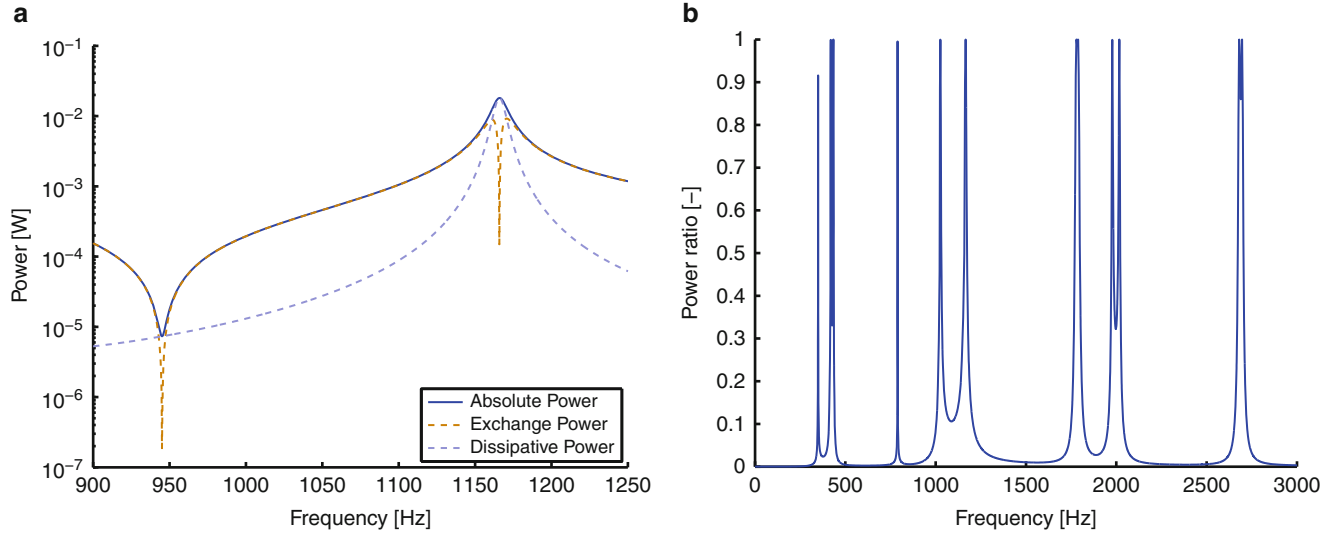 a
Power [W]
10⁻¹
10⁻²
10⁻³
10⁻⁴
10⁻⁵
10⁻⁶
10⁻⁷
900 950 1000 1050 1100 1150 1200 1250
Frequency [Hz]
Absolute Power
Exchange Power
Dissipative Power
b
Power ratio [–]
1
0.9
0.8
0.7
0.6
0.5
0.4
0.3
0.2
0.1
0
0 500 1000 1500 2000 2500 3000
Frequency [Hz]